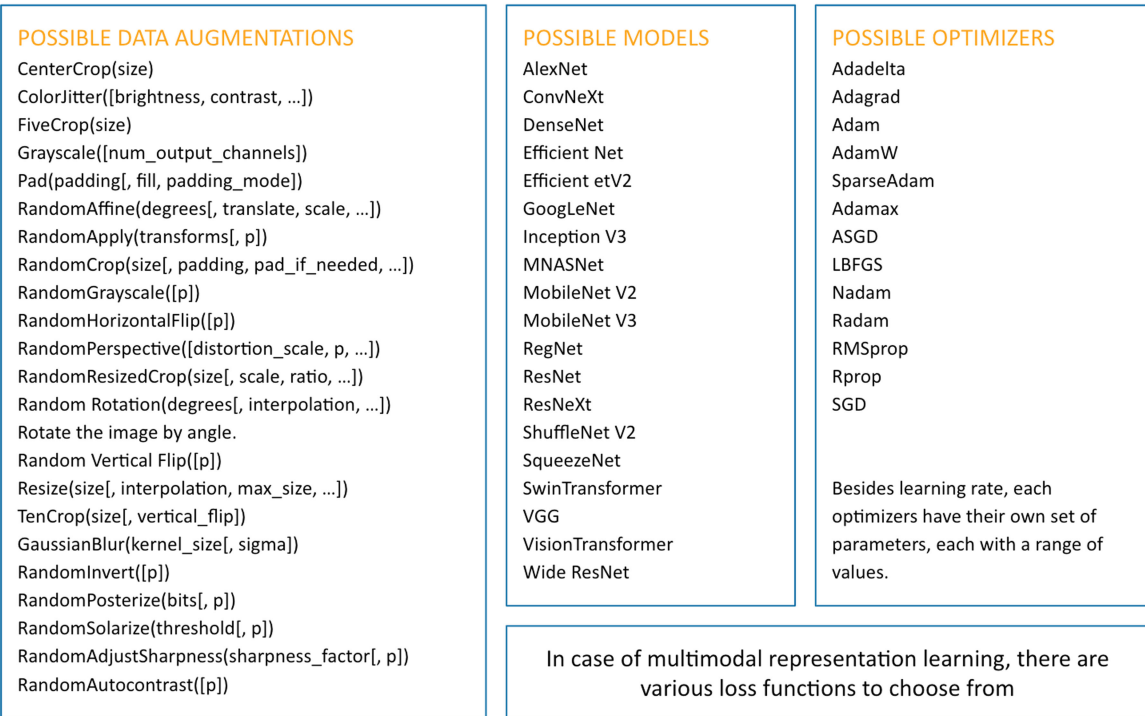 POSSIBLE DATA AUGMENTATIONS
CenterCrop(size)
ColorJitter([brightness, contrast, …])
FiveCrop(size)
Grayscale([num_output_channels])
Pad(padding[, fill, padding_mode])
RandomAffine(degrees[, translate, scale, …])
RandomApply(transforms[, p])
RandomCrop(size[, padding, pad_if_needed, …])
RandomGrayscale([p])
RandomHorizontalFlip([p])
RandomPerspective([distortion_scale, p, …])
RandomResizedCrop(size[, scale, ratio, …])
Random Rotation(degrees[, interpolation, …])
Rotate the image by angle.
Random Vertical Flip([p])
Resize(size[, interpolation, max_size, …])
TenCrop(size[, vertical_flip])
GaussianBlur(kernel_size[, sigma])
RandomInvert([p])
RandomPosterize(bits[, p])
RandomSolarize(threshold[, p])
RandomAdjustSharpness(sharpness_factor[, p])
RandomAutocontrast([p])
POSSIBLE MODELS
AlexNet
ConvNeXt
DenseNet
Efficient Net
Efficient etV2
GoogLeNet
Inception V3
MNASNet
MobileNet V2
MobileNet V3
RegNet
ResNet
ResNeXt
ShuffleNet V2
SqueezeNet
SwinTransformer
VGG
VisionTransformer
Wide ResNet
POSSIBLE OPTIMIZERS
Adadelta
Adagrad
Adam
AdamW
SparseAdam
Adamax
ASGD
LBFGS
Nadam
Radam
RMSprop
Rprop
SGD
Besides learning rate, each
optimizers have their own set of
parameters, each with a range of
values.
In case of multimodal representation learning, there are
various loss functions to choose from